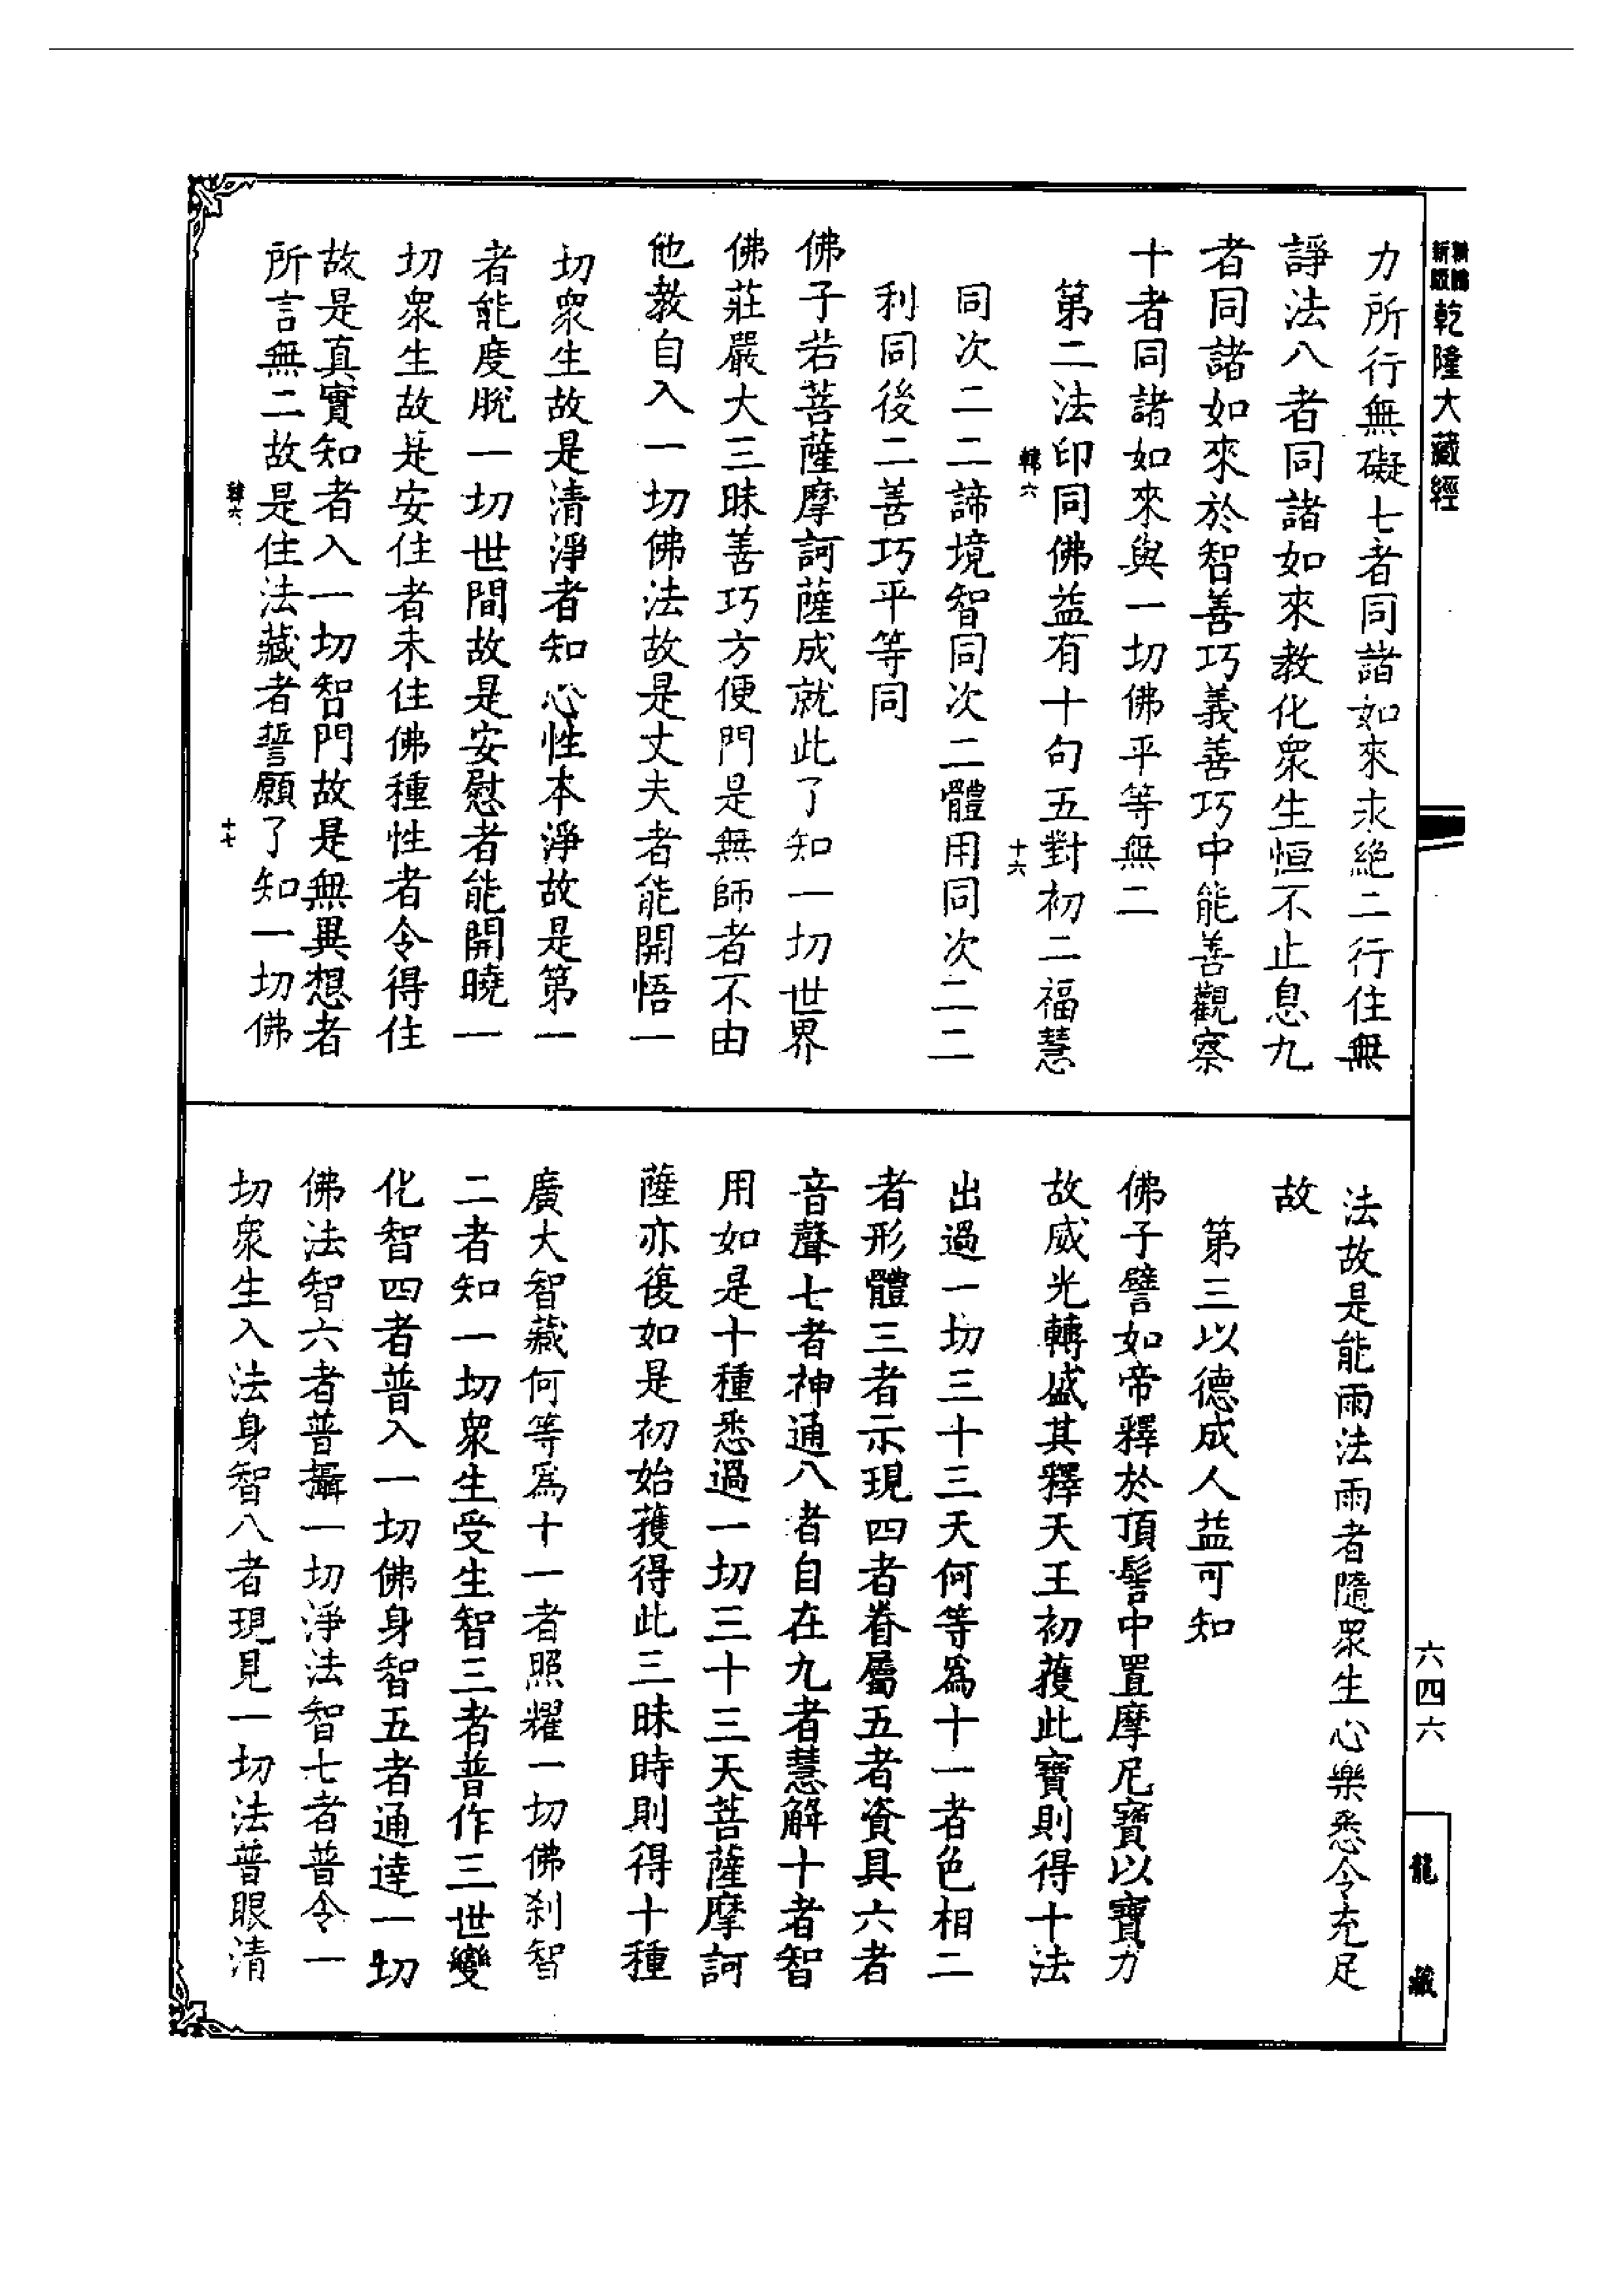 乾隆大藏經
力所行無礙七者同諸如來永絕二行住無
諍法八者同諸如來教化衆生恒不止息九
者同諸如來於智善巧義善巧中能善觀察
十者同諸如來與一切佛平等無二
第二法印同佛益有十句五對初二福慧
韓六
十六
同次二二諦境智同次二體用同次二二
利同後二善巧平等同
佛子若菩薩摩訶薩成就此了知一切世界
佛莊嚴大三昧善巧方便門是無師者不由
他教自入一切佛法故是丈夫者能開悟一
切衆生故是清淨者知心性本淨故是第一
者能度脫一切世間故是安慰者能開曉一
切衆生故是安住者未住佛種性者令得住
故是真實知者入一切智門故是無異想者
所言無二故是住法藏者誓願了知一切佛
韓六
十七
法故是能雨法雨者隨眾生心樂悉令充足
故
第三以德成人益可知
佛子譬如帝釋於頂髻中置摩尼寶以寶力
故威光轉盛其釋天王初蒦此寶則得十法
出過一切三十三天何等爲十一者色相二
者形體三者示現四者眷屬五者資具六者
音聲七者神通八者自在九者慧解十者智
用如是十種悉過一切三十三天菩薩摩訶
薩亦復如是初始蒦得此三昧時則得十種
廣大智藏何等爲十一者照耀一切佛刹智
二者知一切衆生受生智三者普作三世變
化智四者普入一切佛身智五者通達一切
佛法智六者普攝一切淨法智七者普令一
切衆生入法身智八者現見一切法普眼清
六四六
龍藏